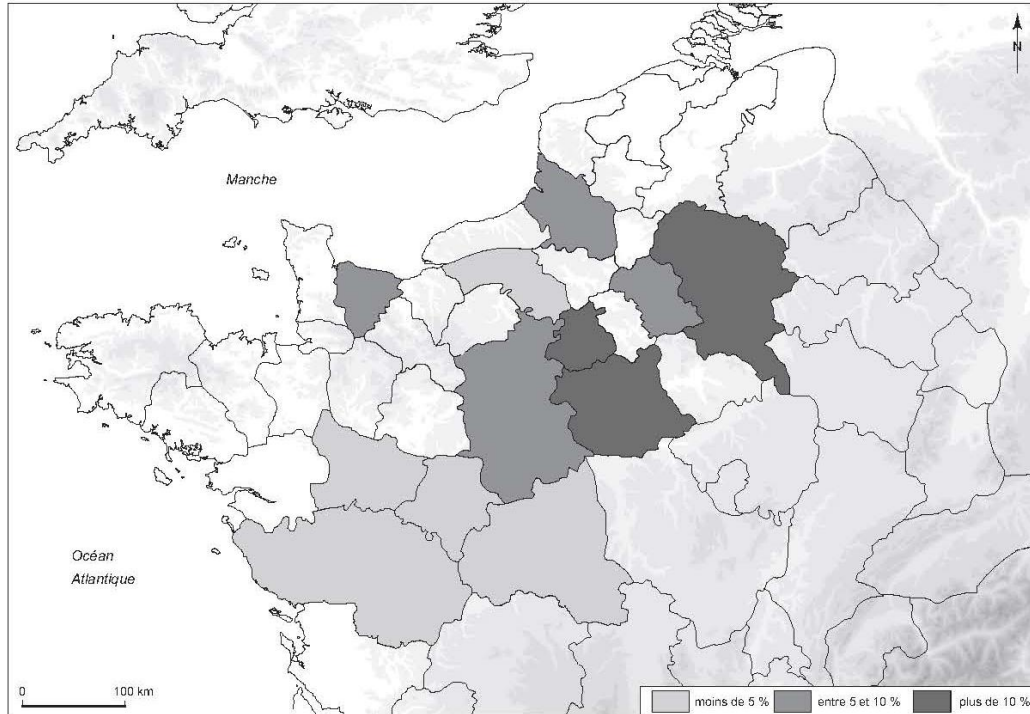 N
Manche
Océan
Atlantique
0 100 km
moins de 5 % entre 5 et 10 % plus de 10 %